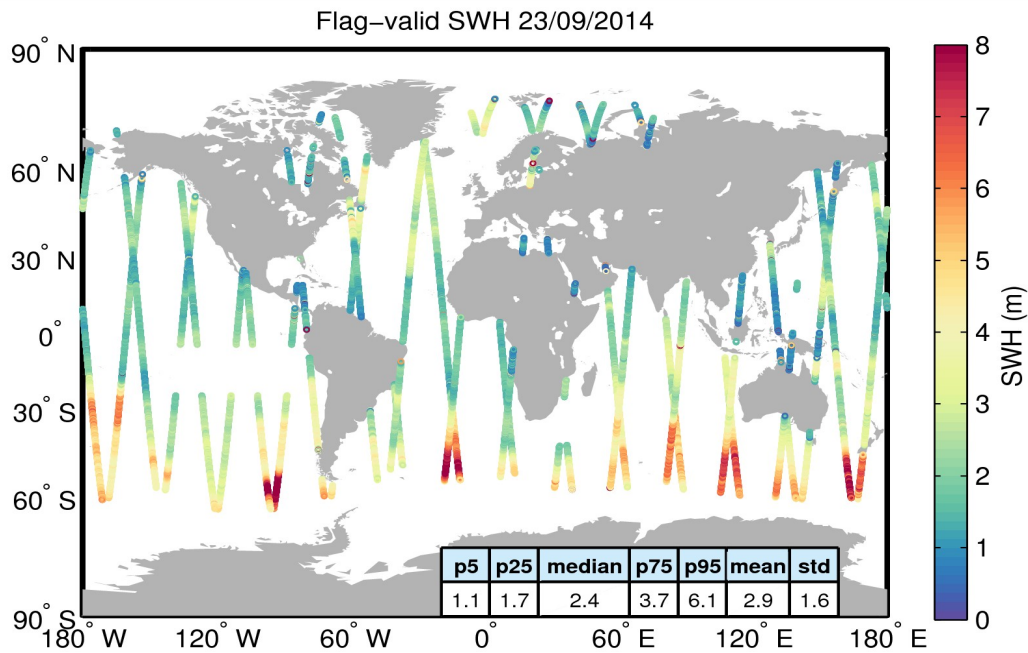 Flag−valid SWH 23/09/2014
90° N
60° N
30° N
0°
30° S
60° S
90° S
180° W
120° W
60° W
0°
60° E
120° E
180° E
p5 p25 median p75 p95 mean std
1.1 1.7 2.4 3.7 6.1 2.9 1.6
8
7
6
5
4
3
2
1
0
SWH (m)